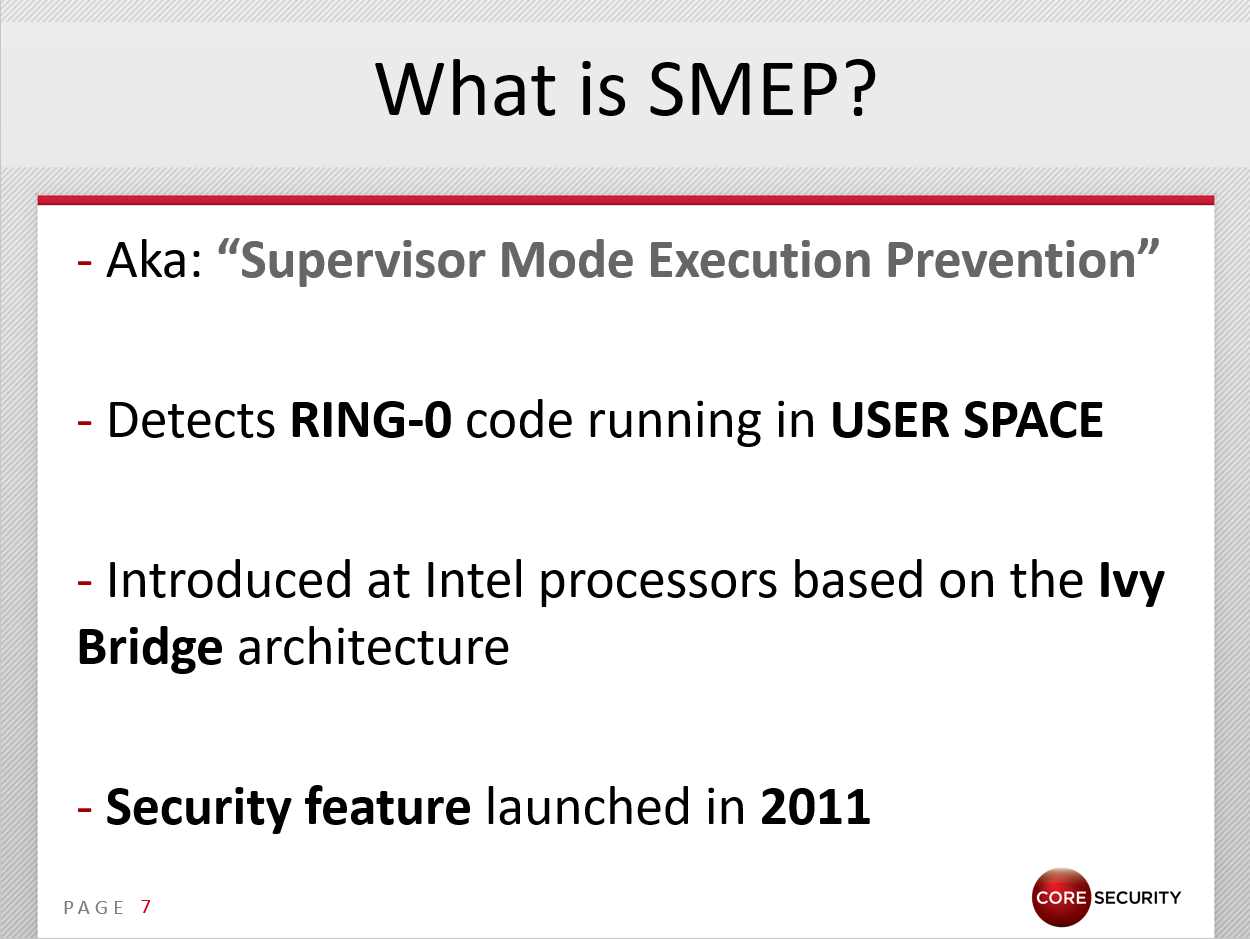 What is SMEP?
- Aka: “Supervisor Mode Execution Prevention”
- Detects RING-0 code running in USER SPACE
- Introduced at Intel processors based on the Ivy
Bridge architecture
- Security feature launched in 2011
PAGE 7
CORE SECURITY